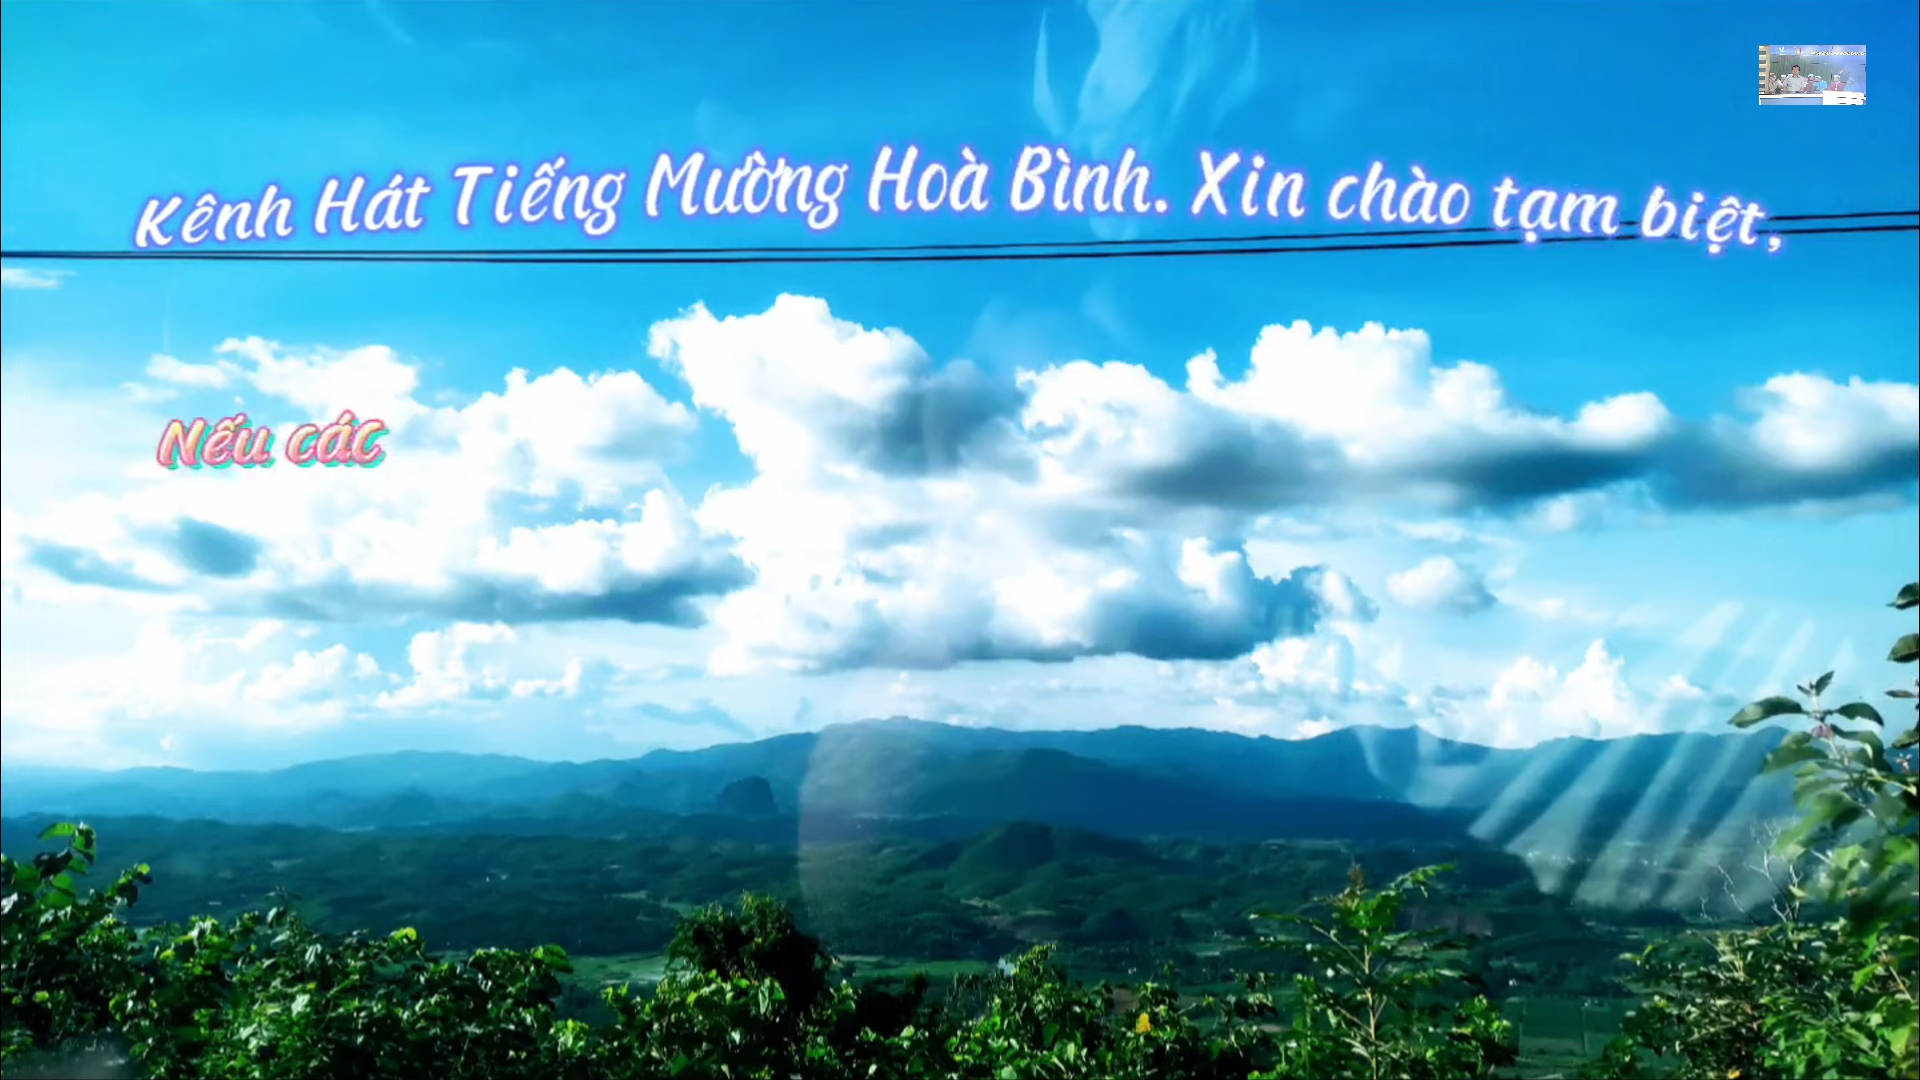 Kênh Hát Tiếng Mường Hoà Bình. Xin chào tạm biệt,
Nếu các